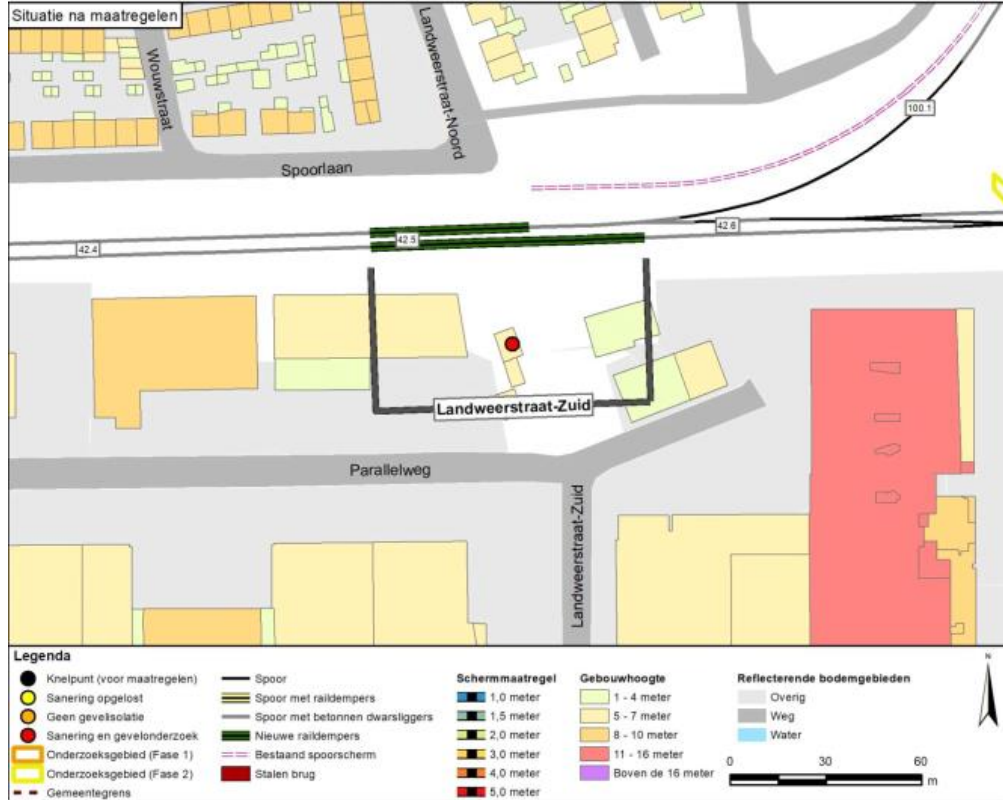 Situatie na maatregelen
Wouwstraat
Landweerstraat-Noord
Spoorlaan
100.1
42.4
42.5
42.6
Landweerstraat-Zuid
Parallelweg
Landweerstraat-Zuid
Legenda
Knelpunt (voor maatregelen)
Sanering opgelost
Geen gevelisolatie
Sanering en gevelonderzoek
Onderzoeksgebied (Fase 1)
Onderzoeksgebied (Fase 2)
Gemeentegrens
Spoor
Spoor met raildempers
Spoor met betonnen dwarsliggers
Nieuwe raildempers
Bestaand spoorscherm
Stalen brug
Schermmaatregel
1,0 meter
1,5 meter
2,0 meter
3,0 meter
4,0 meter
5,0 meter
Gebouwhoogte
1 - 4 meter
5 - 7 meter
8 - 10 meter
11 - 16 meter
Boven de 16 meter
Reflecterende bodemgebieden
Overig
Weg
Water
N
0 30 60
m